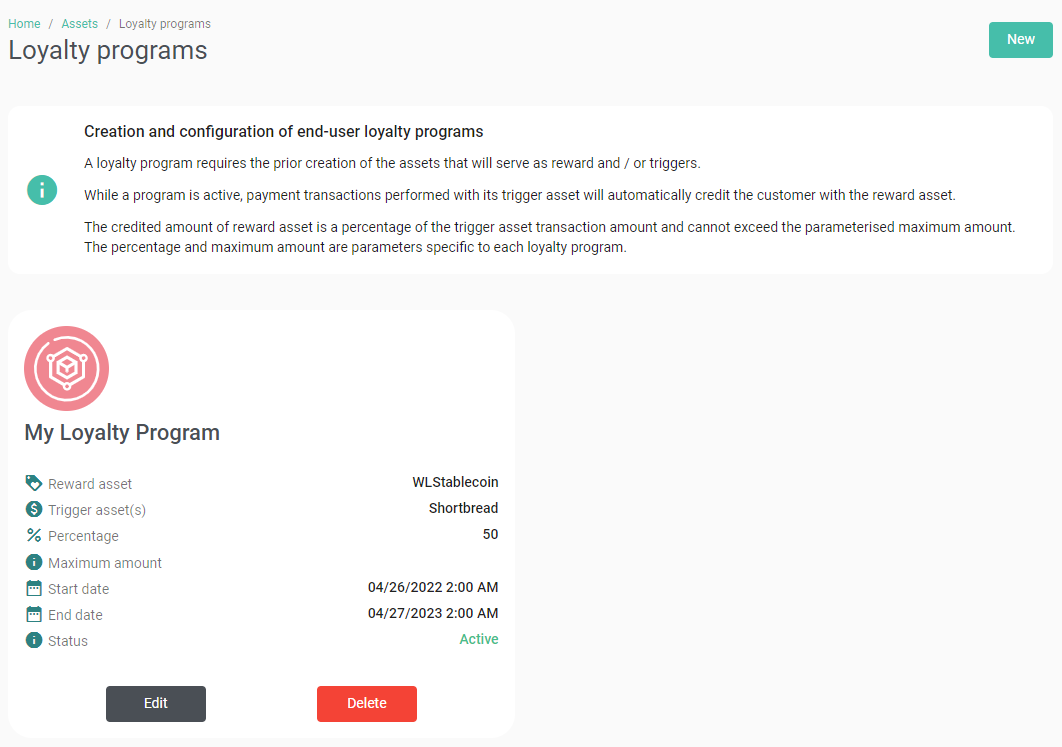 Home / Assets / Loyalty programs
Loyalty programs
New
Creation and configuration of end-user loyalty programs
A loyalty program requires the prior creation of the assets that will serve as reward and / or triggers.
While a program is active, payment transactions performed with its trigger asset will automatically credit the customer with the reward asset.
The credited amount of reward asset is a percentage of the trigger asset transaction amount and cannot exceed the parameterised maximum amount.
The percentage and maximum amount are parameters specific to each loyalty program.
My Loyalty Program
Reward asset WLStablecoin
Trigger asset(s) Shortbread
Percentage 50
Maximum amount
Start date 04/26/2022 2:00 AM
End date 04/27/2023 2:00 AM
Status Active
Edit Delete